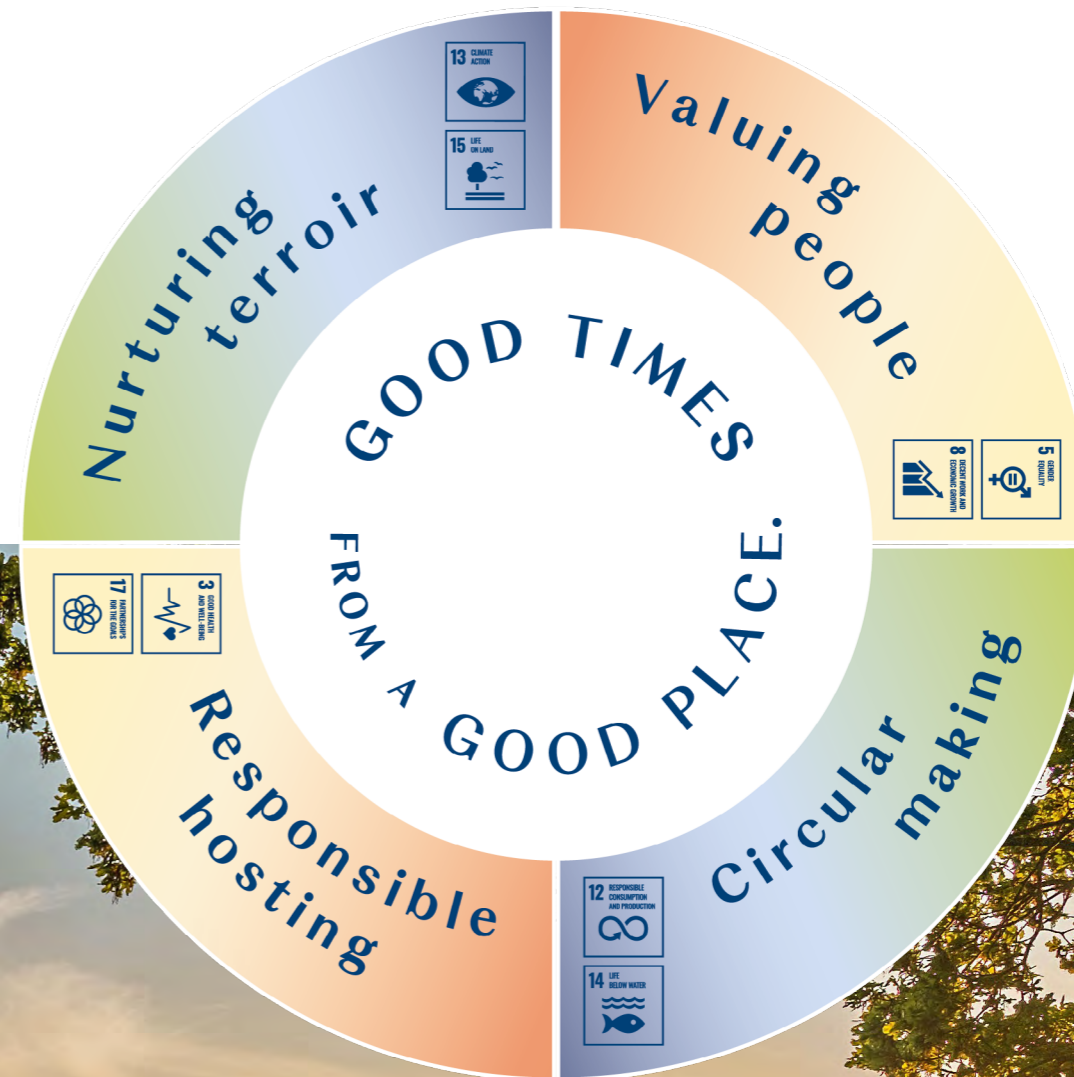 13 CLIMATE
ACTION
15 LIFE
ON LAND
Nurturing
terroir
Valuing
people
5 GENDER
EQUALITY
8 DECENT WORK AND
ECONOMIC GROWTH
GOOD TIMES
FROM A GOOD PLACE.
3 GOOD HEALTH
AND WELL-BEING
17 PARTNERSHIPS
FOR THE GOALS
Responsible
hosting
Circular
making
12 RESPONSIBLE
CONSUMPTION
AND PRODUCTION
14 LIFE
BELOW WATER